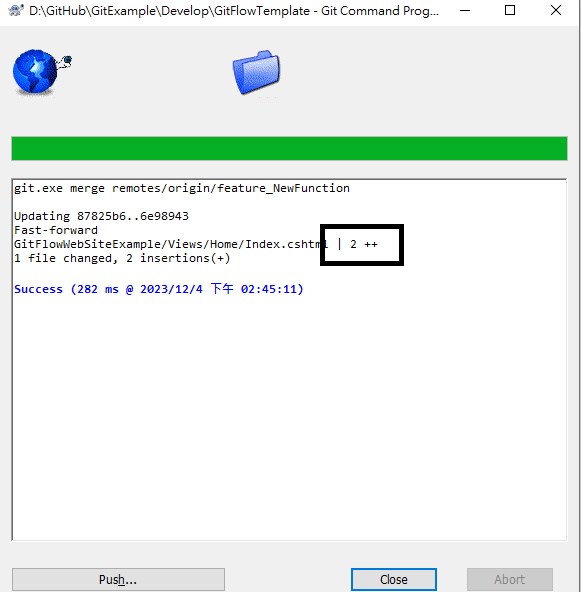 D:\GitHub\GitExample\Develop\GitFlowTemplate - Git Command Prog...
git.exe merge remotes/origin/feature_NewFunction
Updating 87825b6..6e98943
Fast-forward
GitFlowWebSiteExample/Views/Home/Index.cshtml | 2 ++
1 file changed, 2 insertions(+)
Success (282 ms @ 2023/12/4 下午 02:45:11)
Push...
Close
Abort